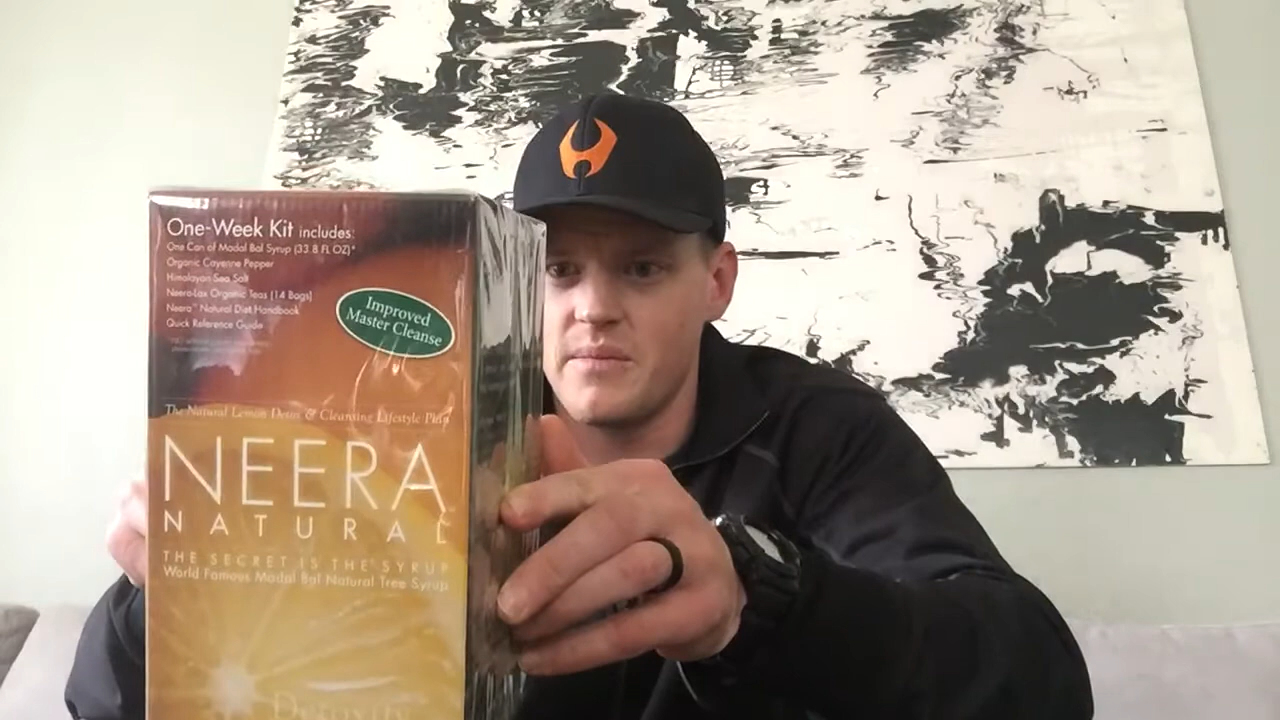 One-Week Kit includes:
One Can of Madal Bal Syrup (33.8 FL OZ)*
Organic Cayenne Pepper
Himalayan Sea Salt
Neera-Lax Organic Teas (14 Bags)
Neera™ Natural Diet Handbook
Quick Reference Guide
Improved
Master Cleanse
The Natural Lemon Detox & Cleansing Lifestyle Plan
NEERA
NATURAL
THE SECRET IS THE SYRUP
World Famous Madal Bal Natural Tree Syrup
Detoxify